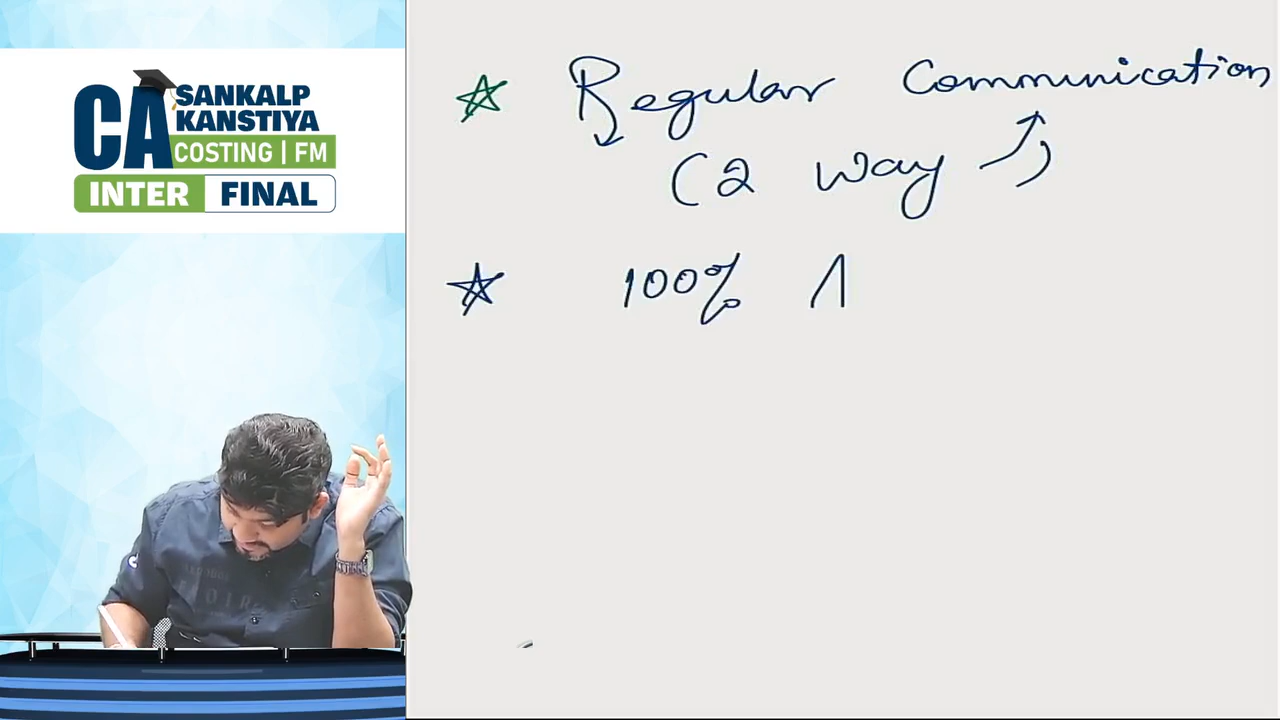 CA SANKALP
KANSTIYA
COSTING | FM
INTER FINAL
Regular Communication
(2 way)
100%